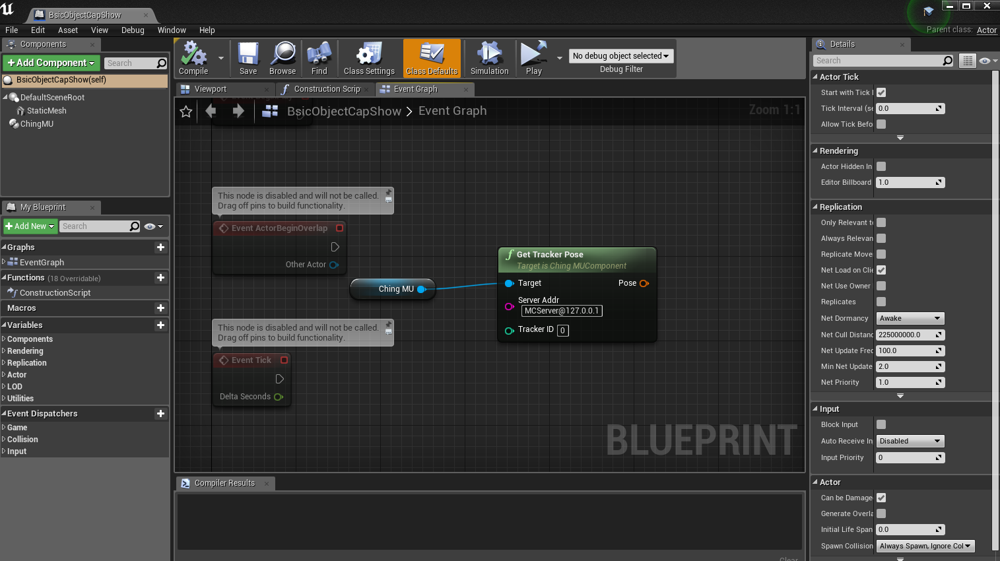 BsicObjectCapShow
File Edit Asset View Debug Window Help
Parent class: Actor
Components
+Add Component
Search
BsicObjectCapShow(self)
DefaultSceneRoot
StaticMesh
ChingMU
My Blueprint
+Add New
Search
Graphs
EventGraph
Functions (18 Overridable)
ConstructionScript
Macros
Variables
Components
Rendering
Replication
Actor
LOD
Utilities
Event Dispatchers
Game
Collision
Input
Compile
Save
Browse
Find
Class Settings
Class Defaults
Simulation
Play
No debug object selected
Debug Filter
Viewport
Construction Scrip
Event Graph
BsicObjectCapShow > Event Graph
Zoom 1:1
This node is disabled and will not be called.
Drag off pins to build functionality.
Event ActorBeginOverlap
Other Actor
Ching MU
Get Tracker Pose
Target is Ching MUComponent
Target
Pose
Server Addr
MCServer@127.0.0.1
Tracker ID 0
This node is disabled and will not be called.
Drag off pins to build functionality.
Event Tick
Delta Seconds
BLUEPRINT
Compiler Results
Clear
Details
Search
Actor Tick
Start with Tick
Tick Interval (se 0.0
Allow Tick Befo
Rendering
Actor Hidden In
Editor Billboard 1.0
Replication
Only Relevant to
Always Relevan
Replicate Move
Net Load on Clie
Net Use Owner
Replicates
Net Dormancy Awake
Net Cull Distanc 225000000.0
Net Update Frec 100.0
Min Net Update 2.0
Net Priority 1.0
Input
Block Input
Auto Receive In Disabled
Input Priority 0
Actor
Can be Damage
Generate Overla
Initial Life Span 0.0
Spawn Collision Always Spawn, Ignore Col